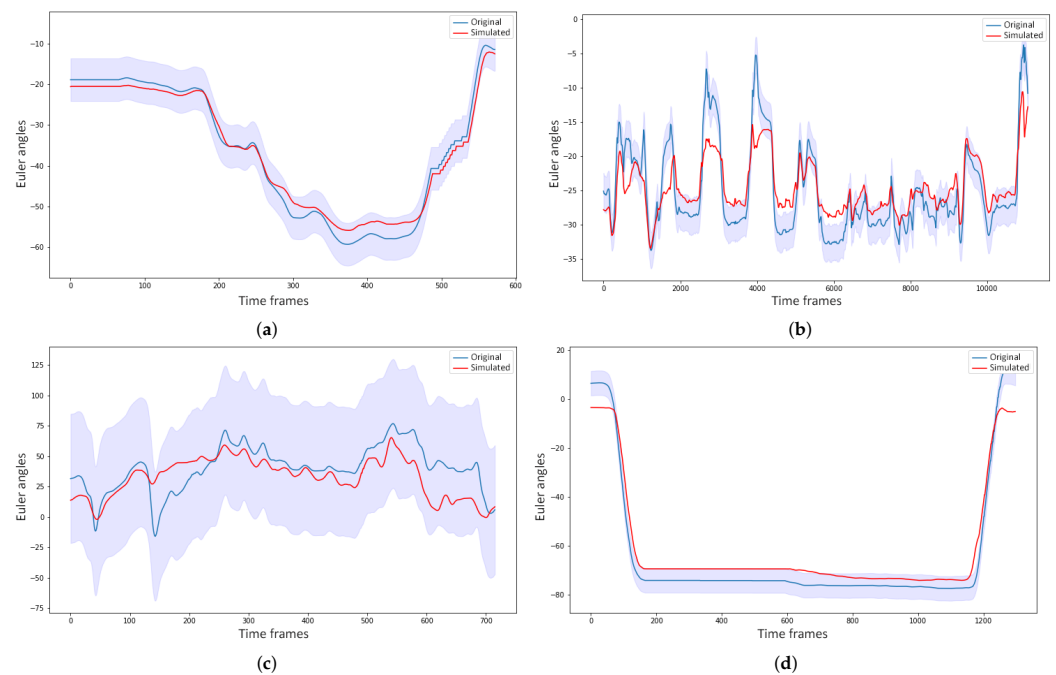 Original
Simulated
−10
−20
−30
−40
−50
−60
Euler angles
0
100
200
300
400
500
600
Time frames
(a)
Original
Simulated
0
−5
−10
−15
−20
−25
−30
−35
Euler angles
0
2000
4000
6000
8000
10000
Time frames
(b)
Original
Simulated
125
100
75
50
25
0
−25
−50
−75
Euler angles
0
100
200
300
400
500
600
700
Time frames
(c)
Original
Simulated
20
0
−20
−40
−60
−80
Euler angles
0
200
400
600
800
1000
1200
Time frames
(d)